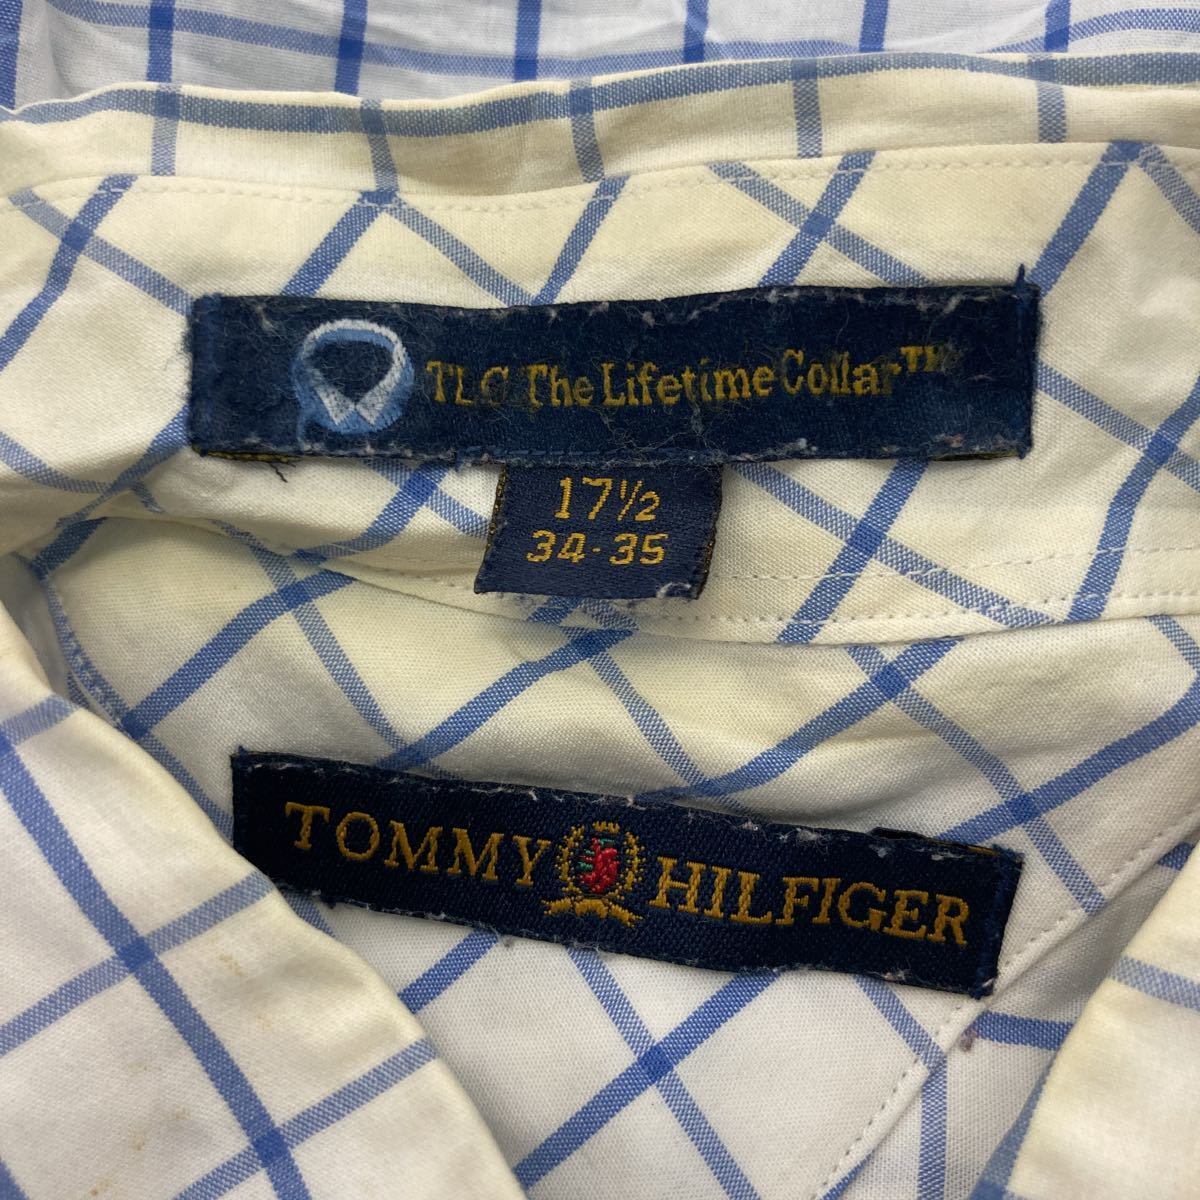 TLC The Lifetime Collar™
17½
34-35
TOMMY HILFIGER